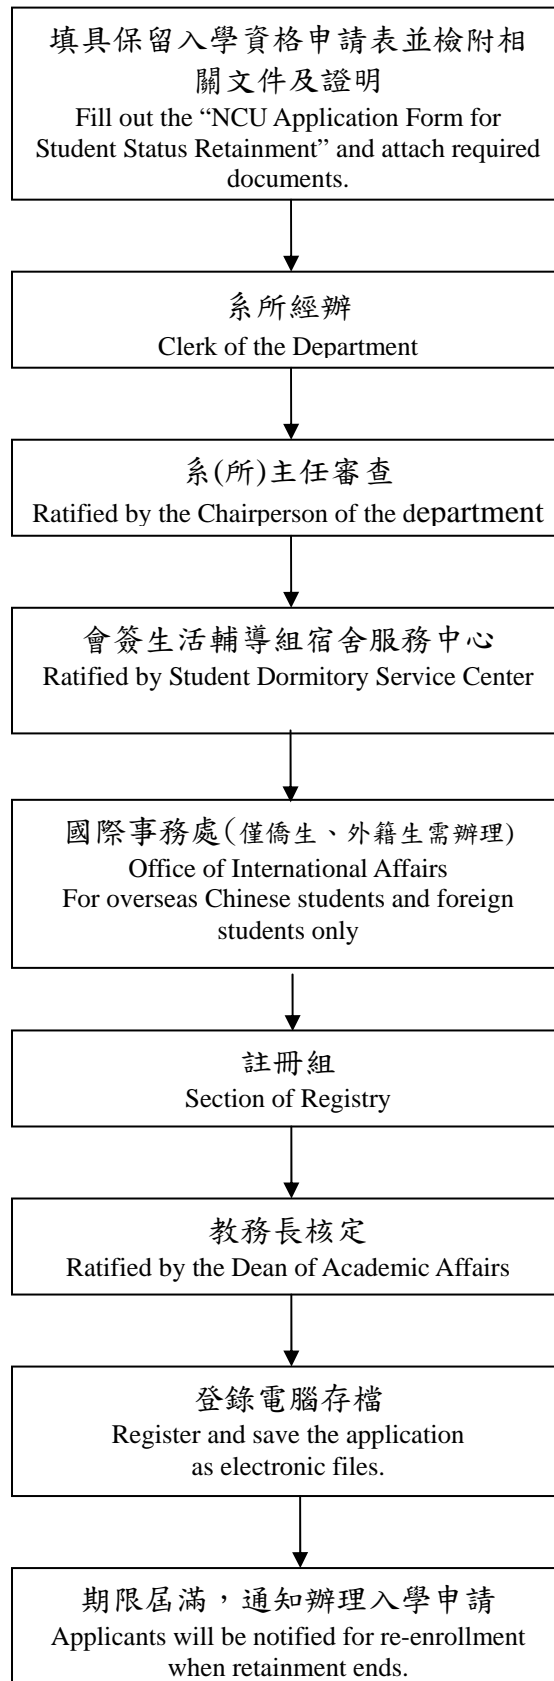 填具保留入學資格申請表並檢附相
關文件及證明
Fill out the “NCU Application Form for
Student Status Retainment” and attach required
documents.
系所經辦
Clerk of the Department
系(所)主任審查
Ratified by the Chairperson of the department
會簽生活輔導組宿舍服務中心
Ratified by Student Dormitory Service Center
國際事務處(僅僑生、外籍生需辦理)
Office of International Affairs
For overseas Chinese students and foreign
students only
註冊組
Section of Registry
教務長核定
Ratified by the Dean of Academic Affairs
登錄電腦存檔
Register and save the application
as electronic files.
期限屆滿，通知辦理入學申請
Applicants will be notified for re-enrollment
when retainment ends.